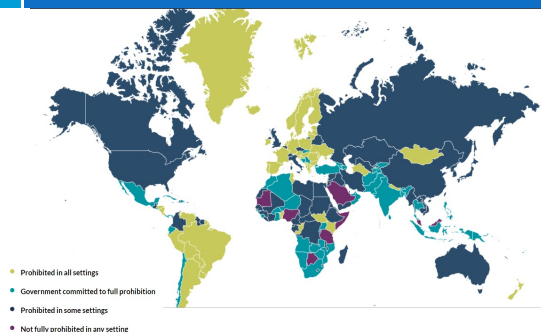 Prohibited in all settings
Government committed to full prohibition
Prohibited in some settings
Not fully prohibited in any setting